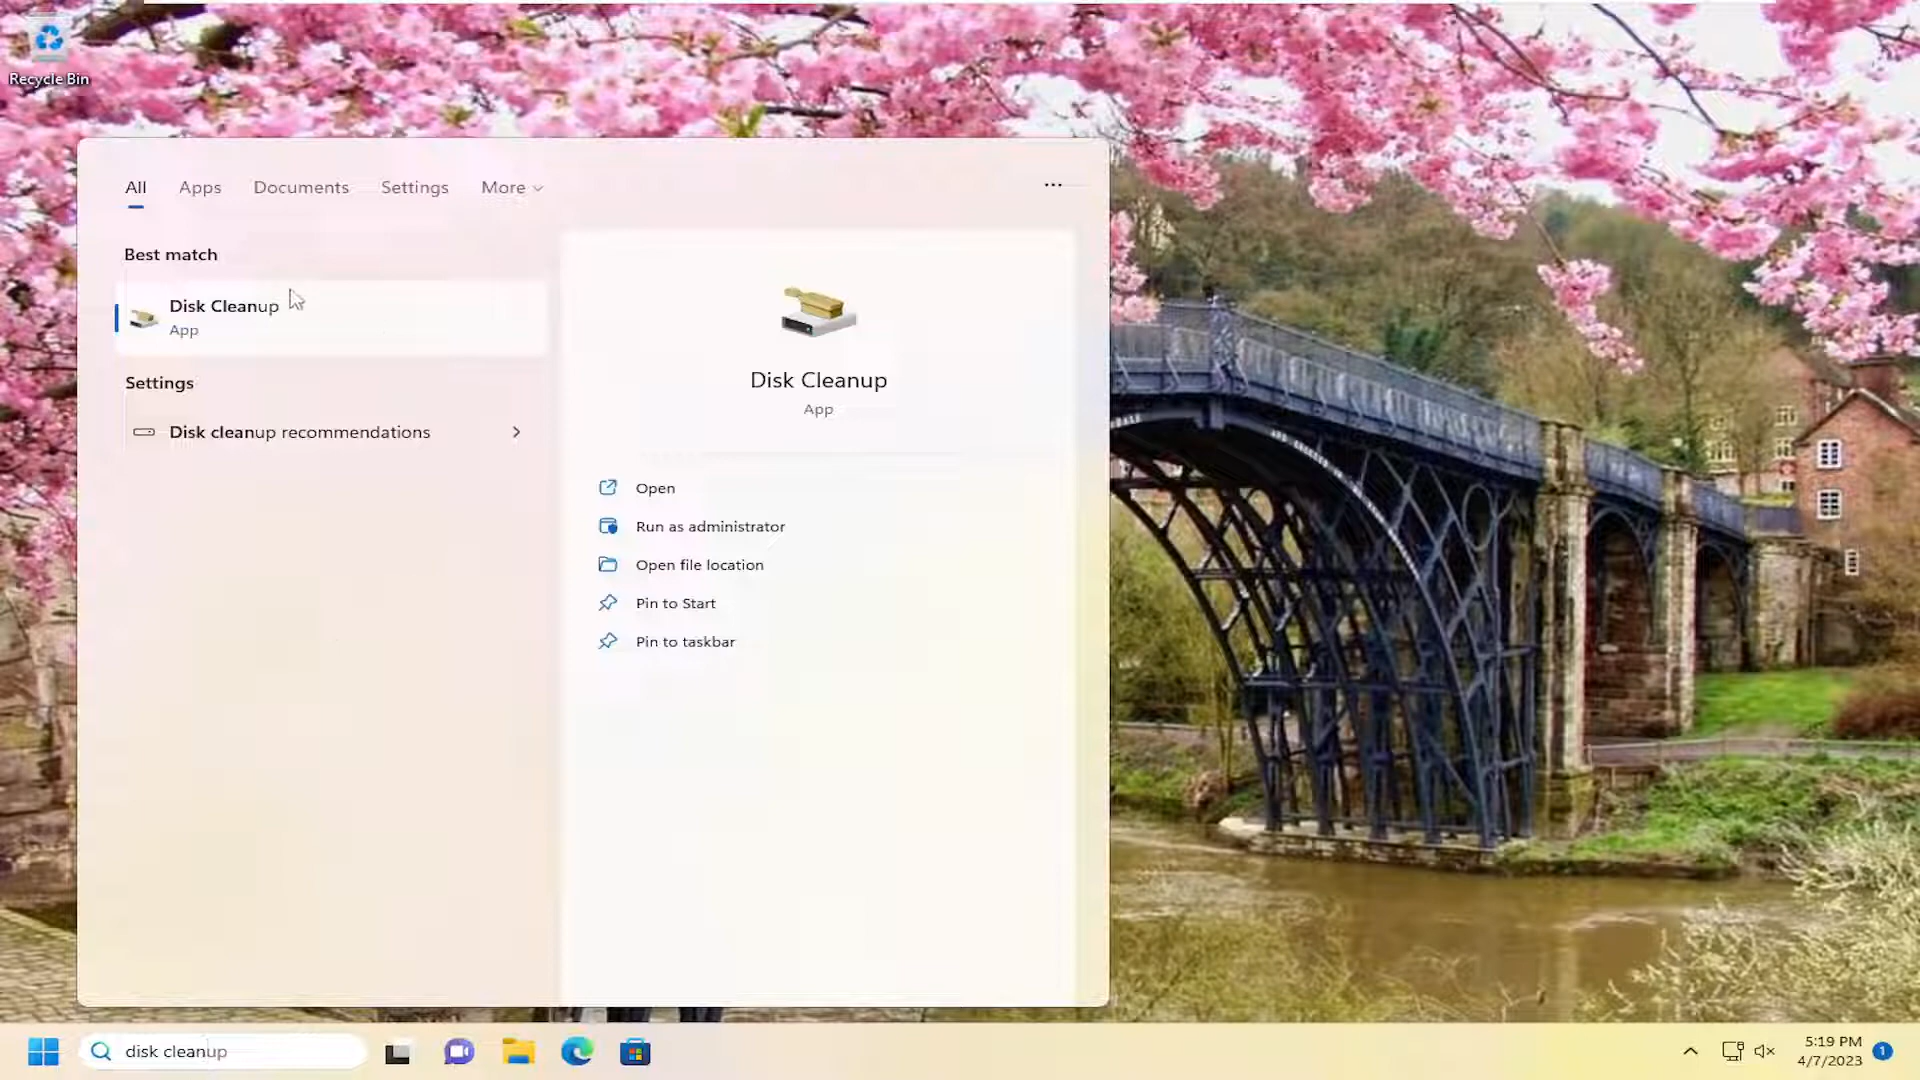 Recycle Bin
All Apps Documents Settings More
Best match
Disk Cleanup
App
Settings
Disk cleanup recommendations
Disk Cleanup
App
Open
Run as administrator
Open file location
Pin to Start
Pin to taskbar
disk cleanup
5:19 PM
4/7/2023
1